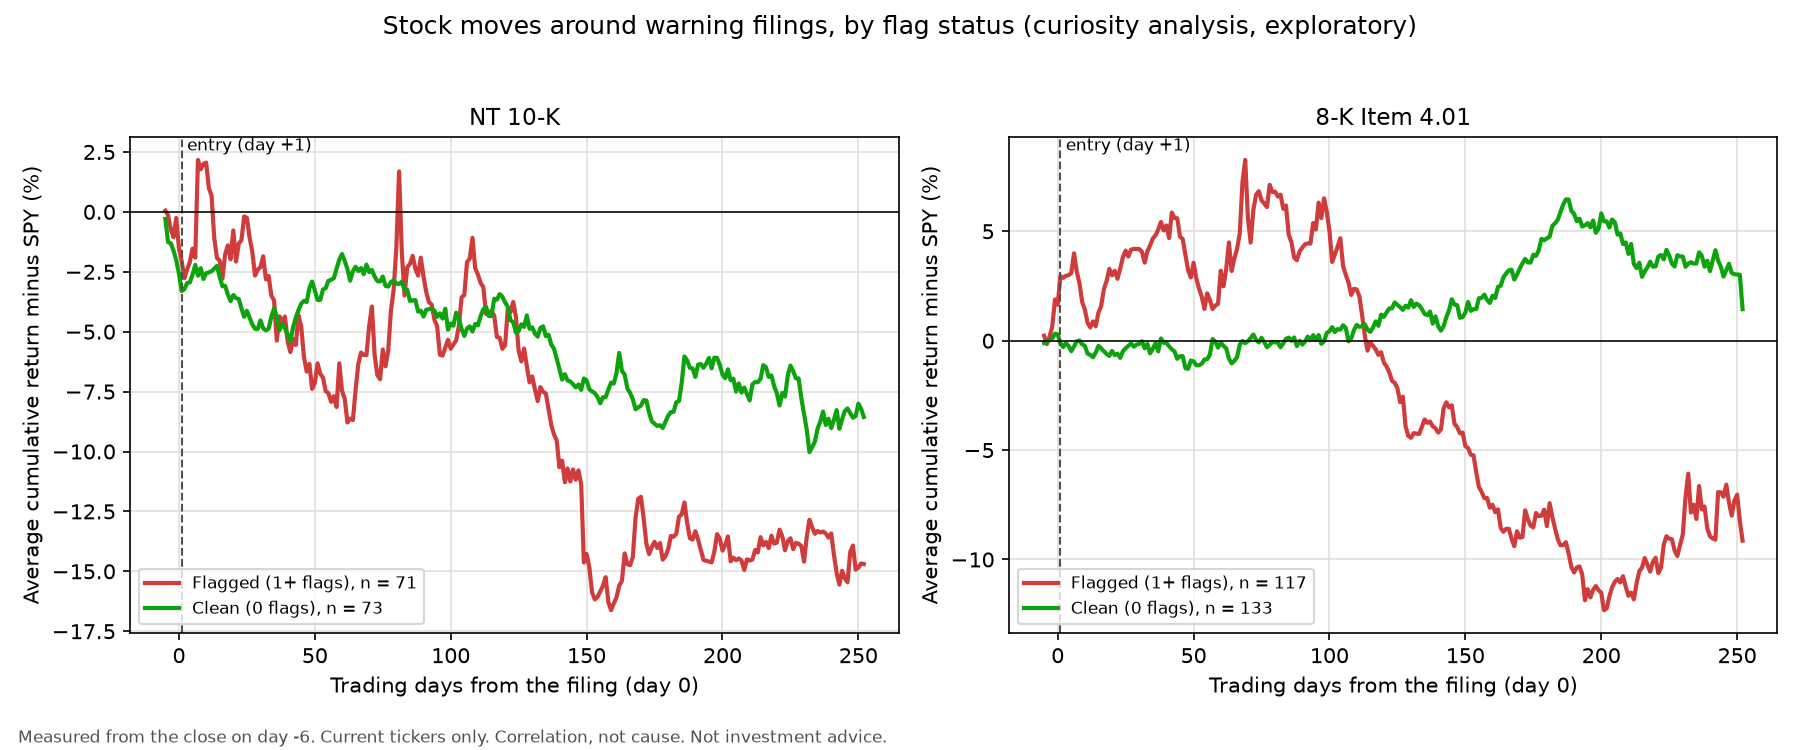 Stock moves around warning filings, by flag status (curiosity analysis, exploratory)
NT 10-K
Average cumulative return minus SPY (%)
2.5
0.0
−2.5
−5.0
−7.5
−10.0
−12.5
−15.0
−17.5
entry (day +1)
Flagged (1+ flags), n = 71
Clean (0 flags), n = 73
0 50 100 150 200 250
Trading days from the filing (day 0)
8-K Item 4.01
Average cumulative return minus SPY (%)
5
0
−5
−10
entry (day +1)
Flagged (1+ flags), n = 117
Clean (0 flags), n = 133
0 50 100 150 200 250
Trading days from the filing (day 0)
Measured from the close on day -6. Current tickers only. Correlation, not cause. Not investment advice.